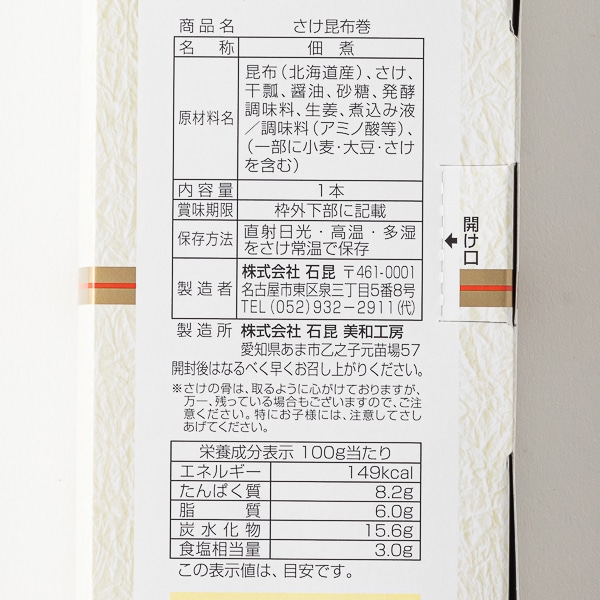 商品名 さけ昆布巻
名称 佃煮
原材料名 昆布(北海道産)、さけ、
干瓢、醤油、砂糖、発酵
調味料、生姜、煮込み液
／調味料(アミノ酸等)、
(一部に小麦・大豆・さけ
を含む)
内容量 1本
賞味期限 枠外下部に記載
保存方法 直射日光・高温・多湿
をさけ常温で保存
製造者 株式会社 石昆 〒461-0001
名古屋市東区泉三丁目5番8号
TEL(052)932-2911(代)
製造所 株式会社 石昆 美和工房
愛知県あま市乙之子元苗場57
開封後はなるべく早くお召し上がりください。
※さけの骨は、取るように心がけておりますが、
万一、残っている場合もございますので、ご注
意ください。特にお子様には、注意してさし
あげてください。
栄養成分表示 100g当たり
エネルギー 149kcal
たんぱく質 8.2g
脂質 6.0g
炭水化物 15.6g
食塩相当量 3.0g
この表示値は、目安です。
開け口